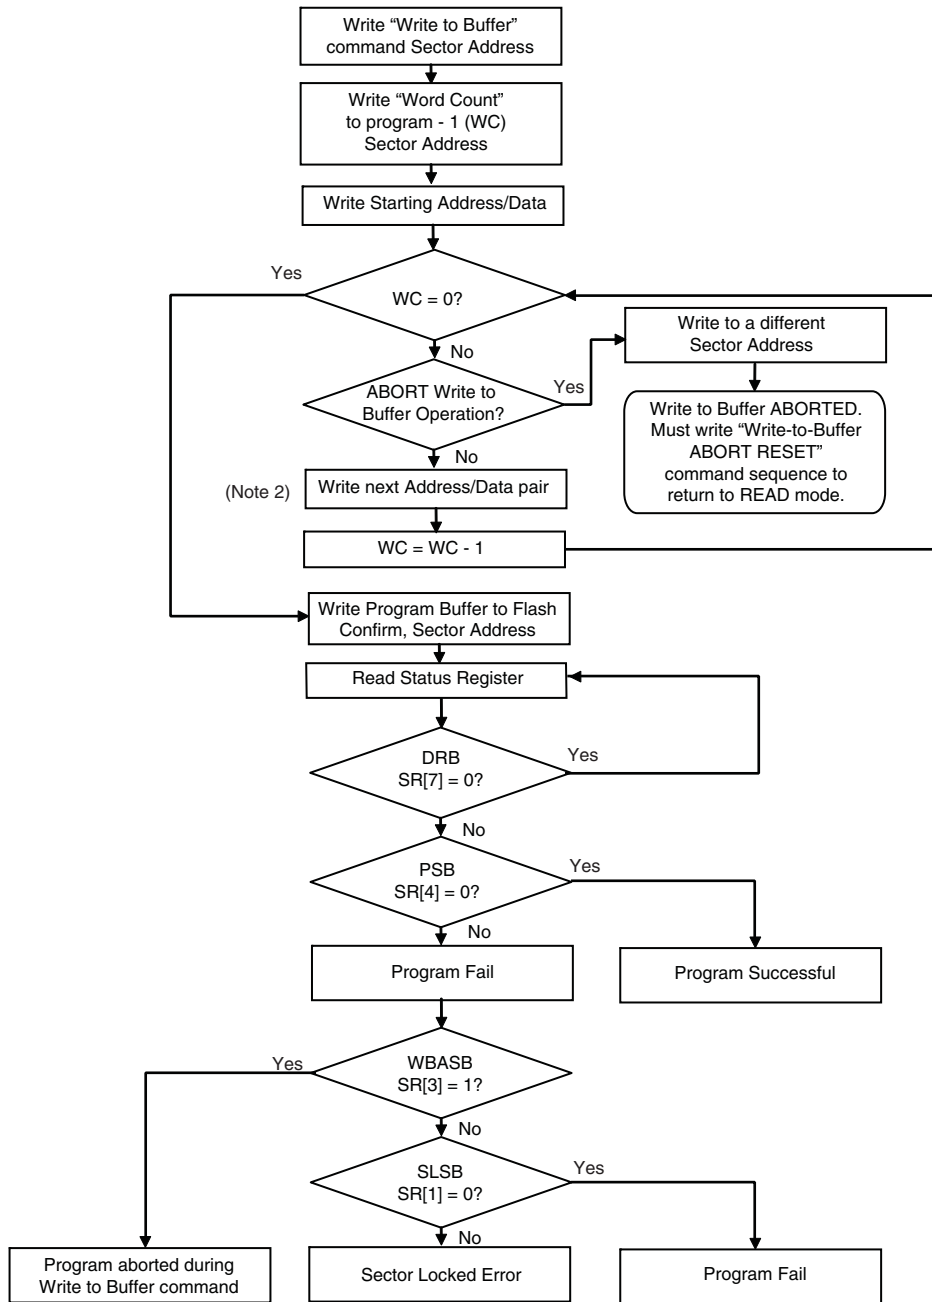 Write “Write to Buffer”
command Sector Address
Write “Word Count”
to program - 1 (WC)
Sector Address
Write Starting Address/Data
Yes
WC = 0?
No
Write to a different
Sector Address
ABORT Write to
Buffer Operation?
Yes
No
Write to Buffer ABORTED.
Must write “Write-to-Buffer
ABORT RESET”
command sequence to
return to READ mode.
(Note 2)
Write next Address/Data pair
WC = WC - 1
Write Program Buffer to Flash
Confirm, Sector Address
Read Status Register
DRB
SR[7] = 0?
Yes
No
PSB
SR[4] = 0?
Yes
No
Program Fail
Program Successful
Yes
WBASB
SR[3] = 1?
No
SLSB
SR[1] = 0?
Yes
No
Program aborted during
Write to Buffer command
Sector Locked Error
Program Fail